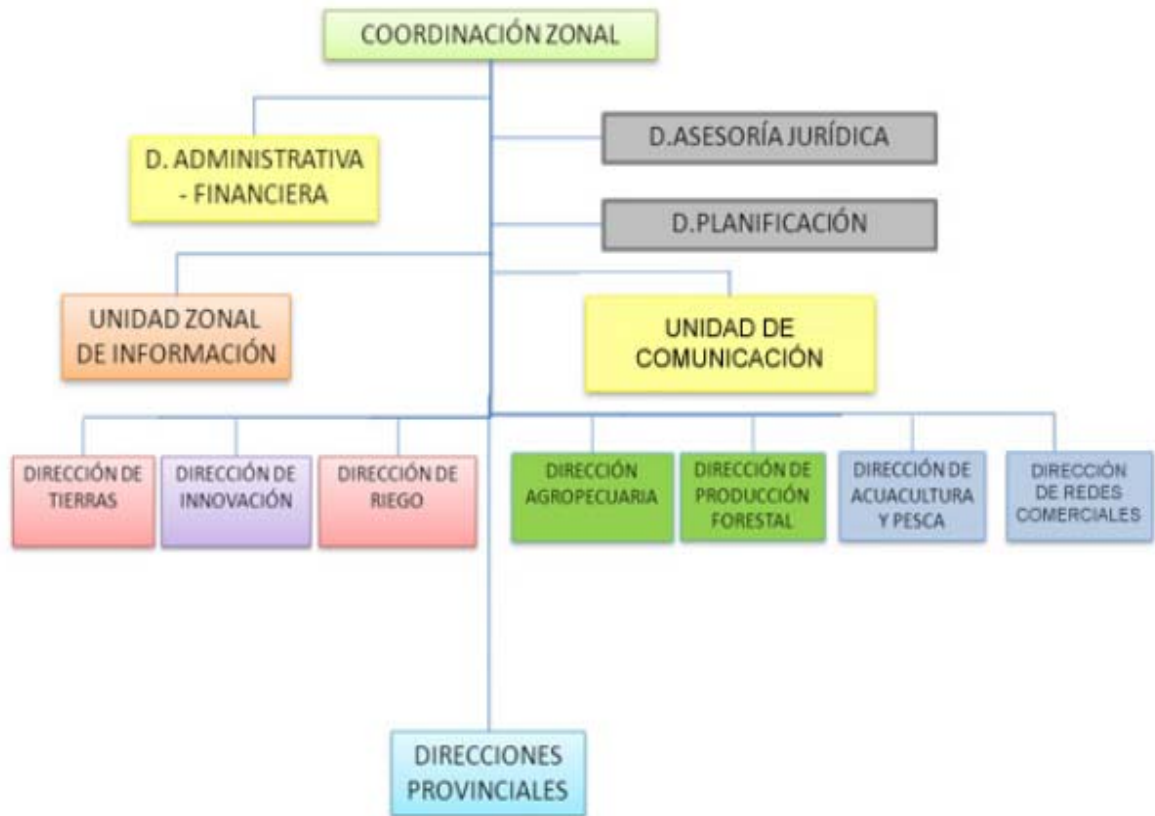 COORDINACIÓN ZONAL
D. ADMINISTRATIVA
- FINANCIERA
D.ASESORÍA JURÍDICA
D.PLANIFICACIÓN
UNIDAD ZONAL
DE INFORMACIÓN
UNIDAD DE
COMUNICACIÓN
DIRECCIÓN DE
TIERRAS
DIRECCIÓN DE
INNOVACIÓN
DIRECCIÓN DE
RIEGO
DIRECCIÓN
AGROPECUARIA
DIRECCIÓN DE
PRODUCCIÓN
FORESTAL
DIRECCIÓN DE
ACUACULTURA
Y PESCA
DIRECCIÓN
DE REDES
COMERCIALES
DIRECCIONES
PROVINCIALES